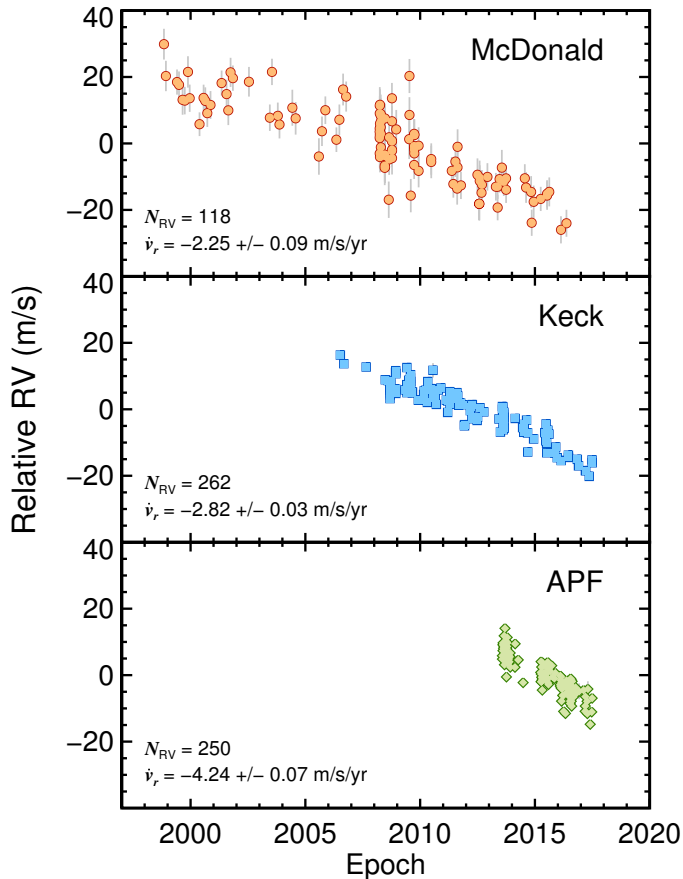 Relative RV (m/s)
40
McDonald
20
0
−20
N_RV = 118
v̇_r = −2.25 +/− 0.09 m/s/yr
40
Keck
20
0
−20
N_RV = 262
v̇_r = −2.82 +/− 0.03 m/s/yr
40
APF
20
0
−20
N_RV = 250
v̇_r = −4.24 +/− 0.07 m/s/yr
2000 2005 2010 2015 2020
Epoch